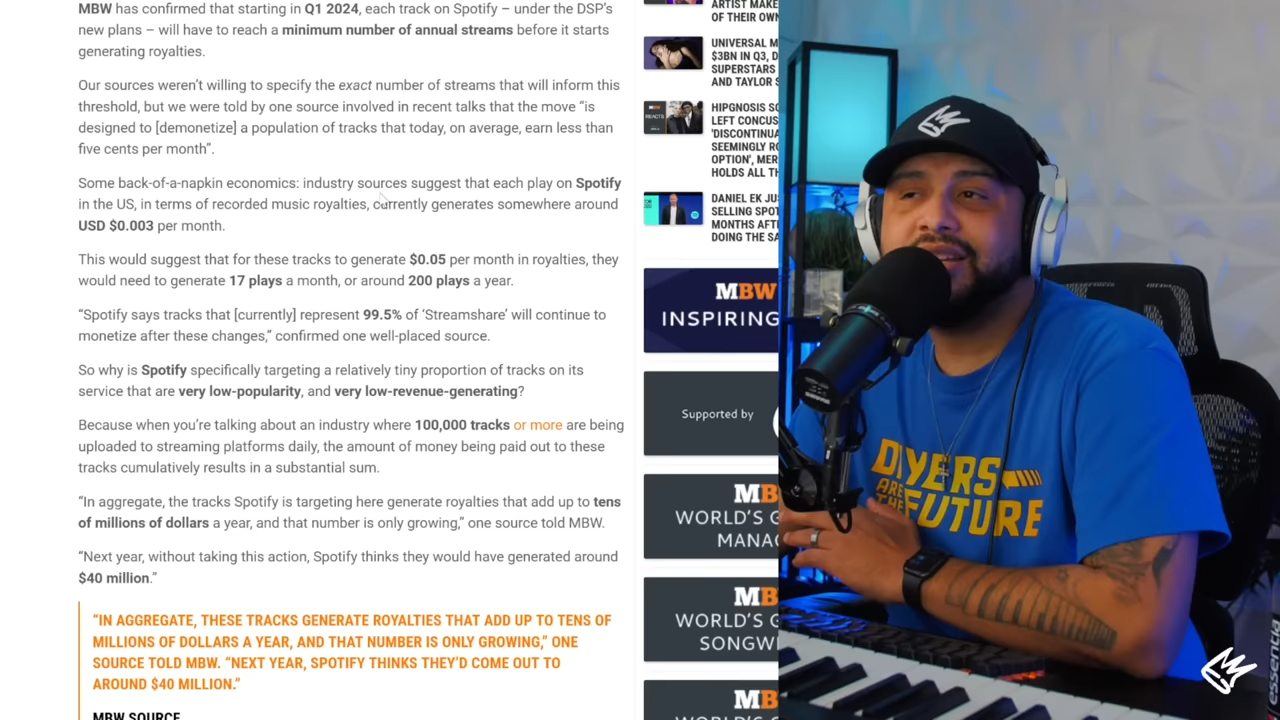 MBW has confirmed that starting in Q1 2024, each track on Spotify – under the DSP's
new plans – will have to reach a minimum number of annual streams before it starts
generating royalties.
Our sources weren't willing to specify the exact number of streams that will inform this
threshold, but we were told by one source involved in recent talks that the move “is
designed to [demonetize] a population of tracks that today, on average, earn less than
five cents per month”.
Some back-of-a-napkin economics: industry sources suggest that each play on Spotify
in the US, in terms of recorded music royalties, currently generates somewhere around
USD $0.003 per month.
This would suggest that for these tracks to generate $0.05 per month in royalties, they
would need to generate 17 plays a month, or around 200 plays a year.
“Spotify says tracks that [currently] represent 99.5% of ‘Streamshare’ will continue to
monetize after these changes,” confirmed one well-placed source.
So why is Spotify specifically targeting a relatively tiny proportion of tracks on its
service that are very low-popularity, and very low-revenue-generating?
Because when you're talking about an industry where 100,000 tracks or more are being
uploaded to streaming platforms daily, the amount of money being paid out to these
tracks cumulatively results in a substantial sum.
“In aggregate, the tracks Spotify is targeting here generate royalties that add up to tens
of millions of dollars a year, and that number is only growing,” one source told MBW.
“Next year, without taking this action, Spotify thinks they would have generated around
$40 million.”
“IN AGGREGATE, THESE TRACKS GENERATE ROYALTIES THAT ADD UP TO TENS OF
MILLIONS OF DOLLARS A YEAR, AND THAT NUMBER IS ONLY GROWING,” ONE
SOURCE TOLD MBW. “NEXT YEAR, SPOTIFY THINKS THEY'D COME OUT TO
AROUND $40 MILLION.”
MBW SOURCE
ARTIST MAKE
OF THEIR OWN
UNIVERSAL M
$3BN IN Q3, D
SUPERSTARS
AND TAYLOR S
HIPGNOSIS SO
LEFT CONCUS
'DISCONTINUA
SEEMINGLY RO
OPTION', MER
HOLDS ALL TH
DANIEL EK JU
SELLING SPOT
MONTHS AFT
DOING THE SA
MBW
INSPIRING
Supported by
MB
WORLD'S G
MANAG
MB
WORLD'S G
SONGWI
MB
WORLD'S G
DIYERS
ARE
THE FUTURE
essentia